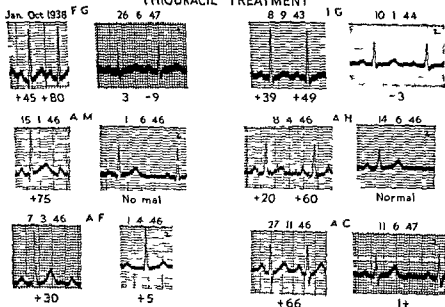 THIOURACIL TREATMENT
Jan. Oct 1938 F G 26 6 47 8 9 43 I G 10 1 44
+45 +80 3 -9 +39 +49 -3
15 1 46 A M 1 6 46 8 4 46 A H 14 6 46
+75 No mal +20 +60 Normal
7 3 46 A F 1 4 46 27 11 46 A C 11 6 47
+30 +5 +66 1+